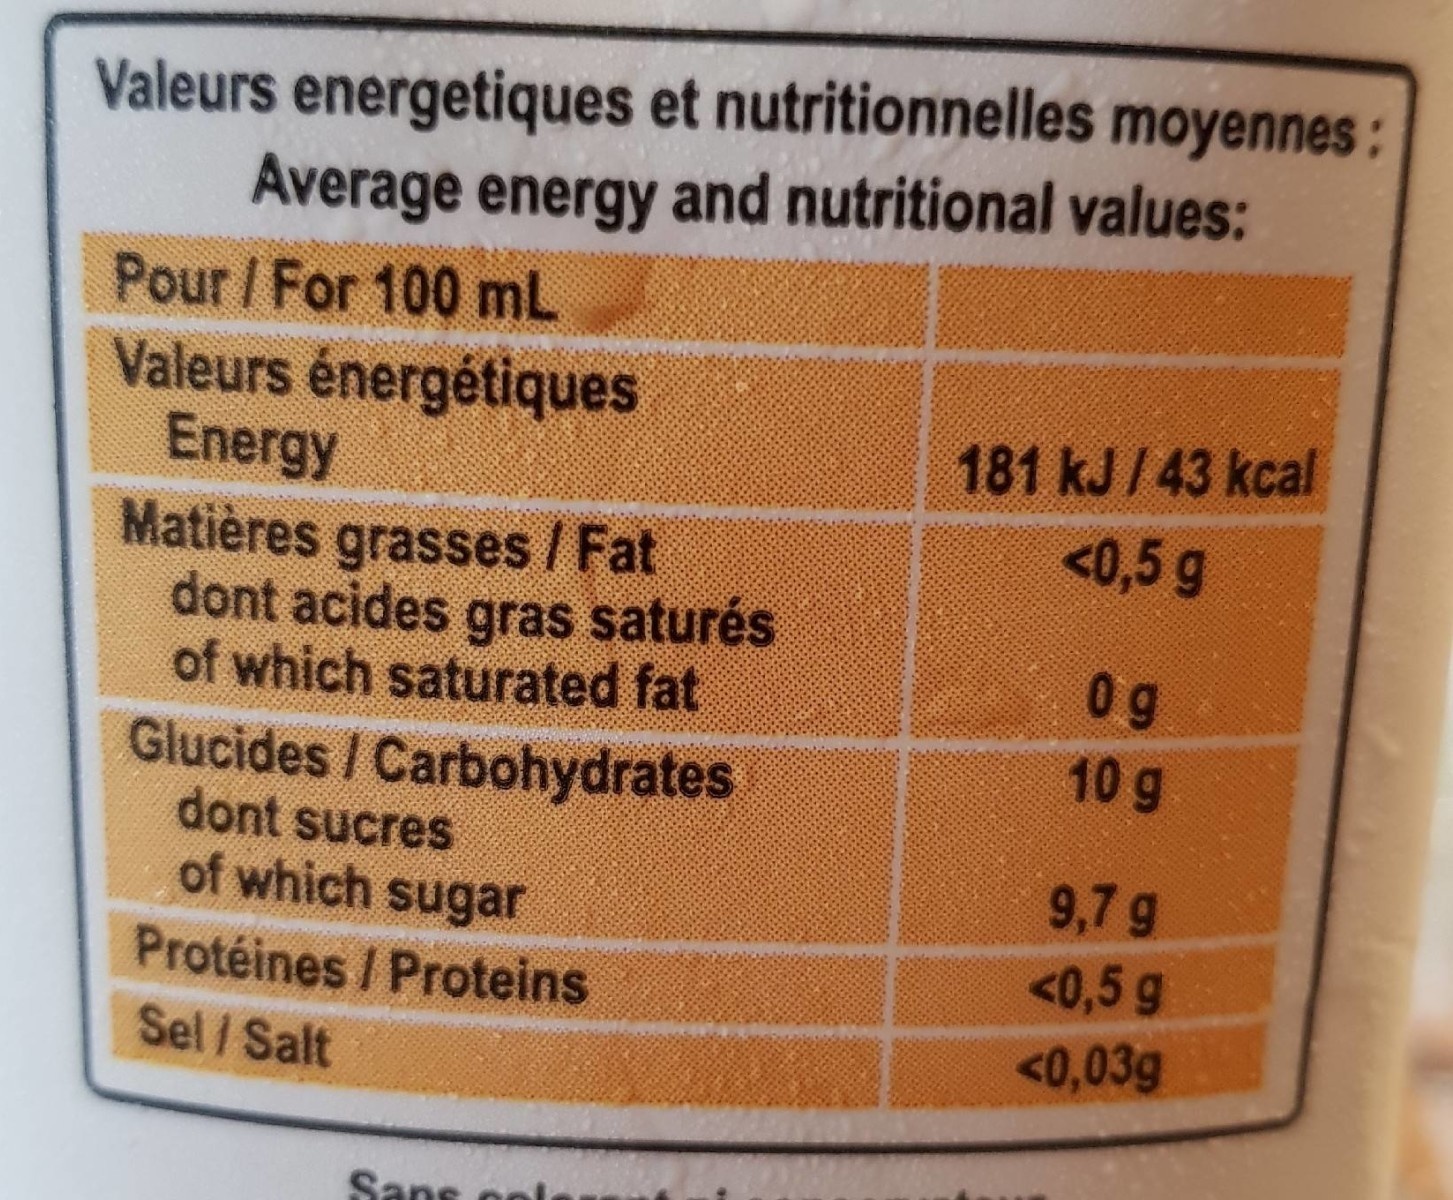 Valeurs energetiques et nutritionnelles moyennes :
Average energy and nutritional values:
Pour / For 100 mL
Valeurs énergétiques
Energy 181 kJ / 43 kcal
Matières grasses / Fat <0,5 g
dont acides gras saturés
of which saturated fat 0 g
Glucides / Carbohydrates 10 g
dont sucres
of which sugar 9,7 g
Protéines / Proteins <0,5 g
Sel / Salt <0,03g
Sans